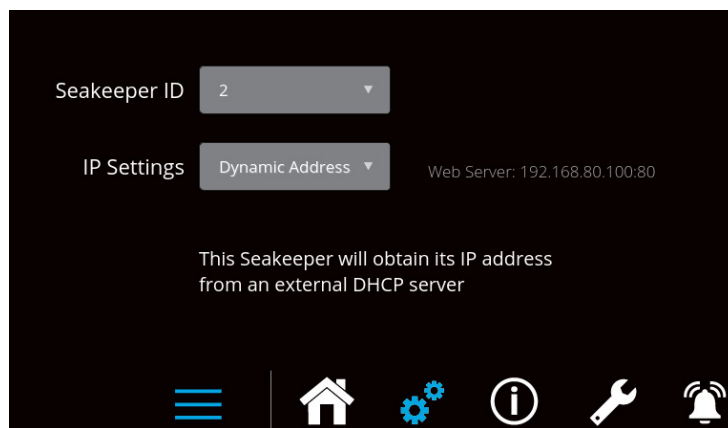 Seakeeper ID
2
IP Settings
Dynamic Address
Web Server: 192.168.80.100:80
This Seakeeper will obtain its IP address
from an external DHCP server